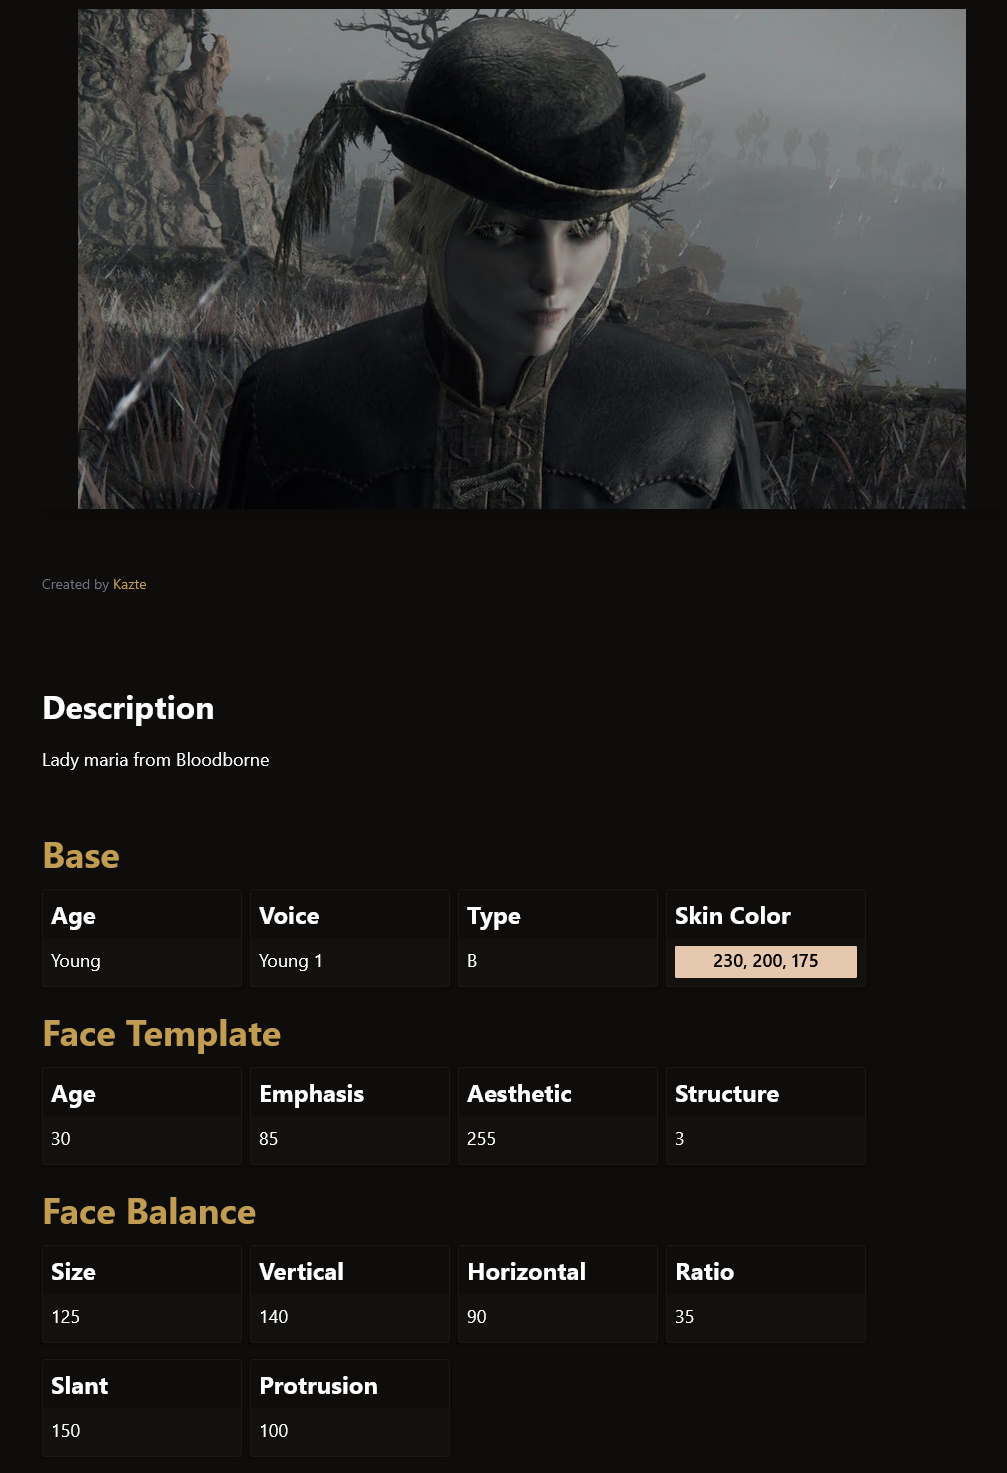 Created by Kazte
Description
Lady maria from Bloodborne
Base
Age Voice Type Skin Color
Young Young 1 B 230, 200, 175
Face Template
Age Emphasis Aesthetic Structure
30 85 255 3
Face Balance
Size Vertical Horizontal Ratio
125 140 90 35
Slant Protrusion
150 100